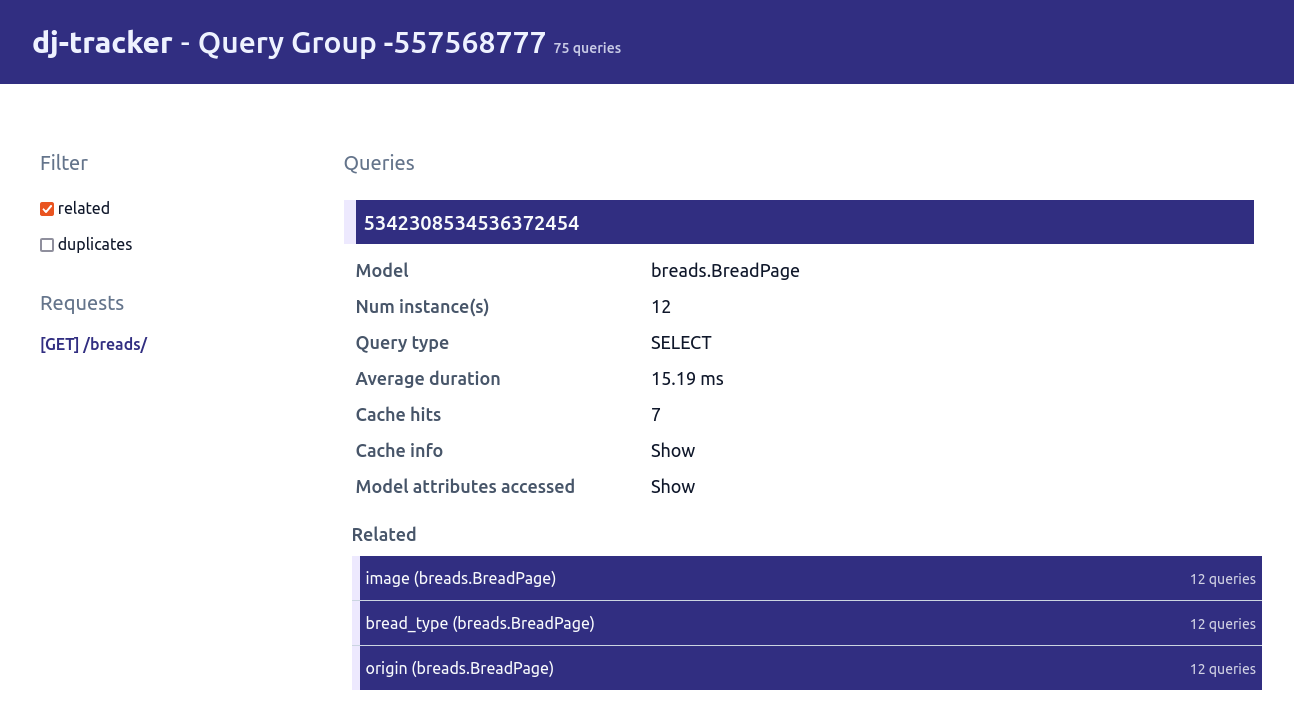 dj-tracker - Query Group -557568777 75 queries
Filter
related
duplicates
Requests
[GET] /breads/
Queries
5342308534536372454
Model breads.BreadPage
Num instance(s) 12
Query type SELECT
Average duration 15.19 ms
Cache hits 7
Cache info Show
Model attributes accessed Show
Related
image (breads.BreadPage) 12 queries
bread_type (breads.BreadPage) 12 queries
origin (breads.BreadPage) 12 queries